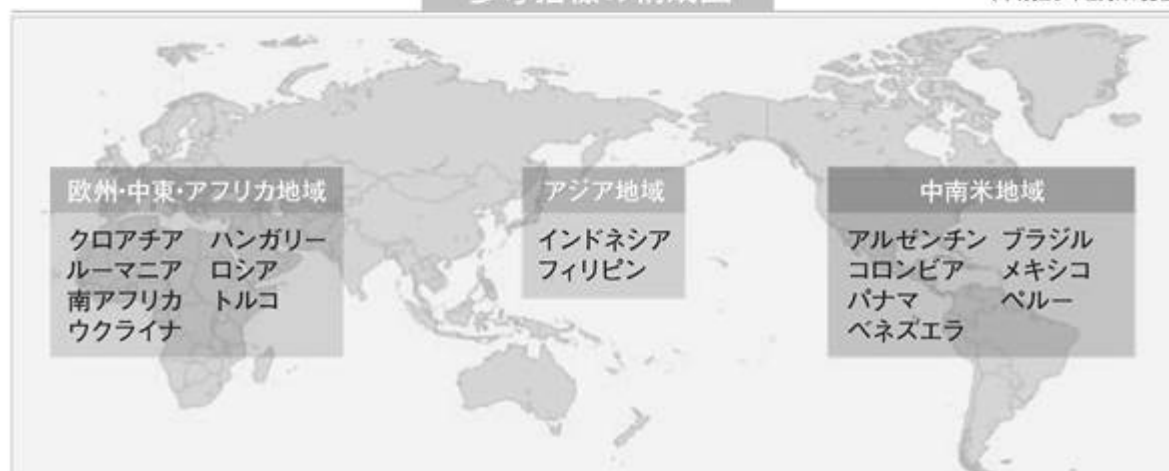 欧州・中東・アフリカ地域
クロアチア ハンガリー
ルーマニア ロシア
南アフリカ トルコ
ウクライナ
アジア地域
インドネシア
フィリピン
中南米地域
アルゼンチン ブラジル
コロンビア メキシコ
パナマ ペルー
ベネズエラ